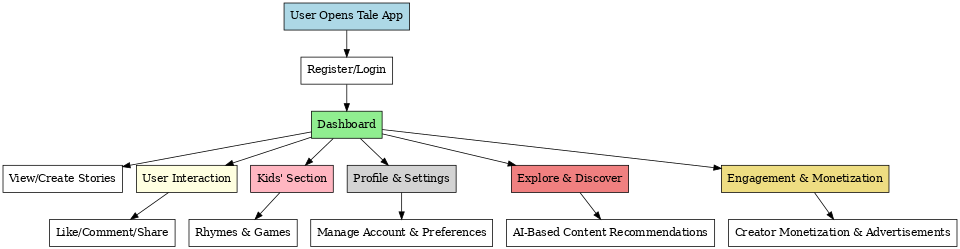 User Opens Tale App
Register/Login
Dashboard
View/Create Stories
User Interaction
Kids' Section
Profile & Settings
Explore & Discover
Engagement & Monetization
Like/Comment/Share
Rhymes & Games
Manage Account & Preferences
AI-Based Content Recommendations
Creator Monetization & Advertisements